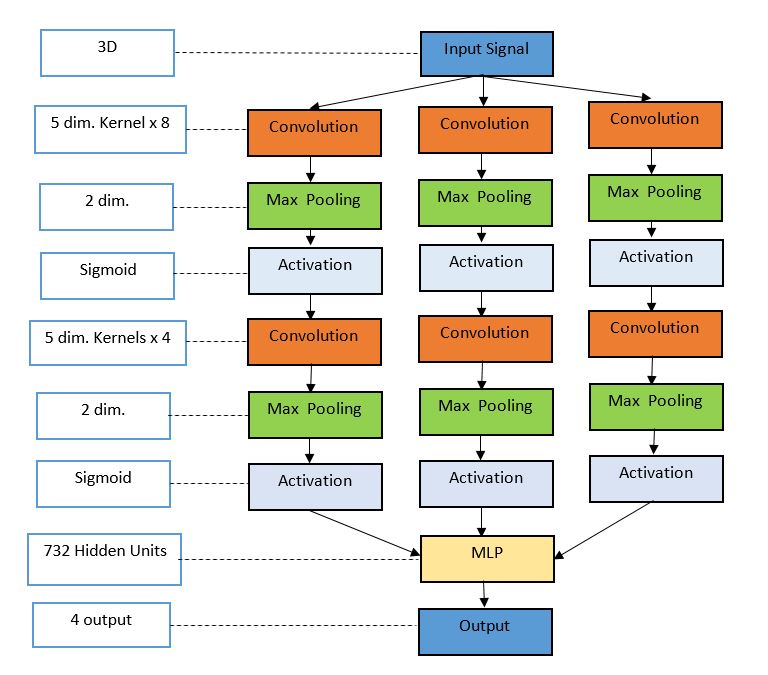 3D
Input Signal
5 dim. Kernel x 8
Convolution
Convolution
Convolution
2 dim.
Max Pooling
Max Pooling
Max Pooling
Sigmoid
Activation
Activation
Activation
5 dim. Kernels x 4
Convolution
Convolution
Convolution
2 dim.
Max Pooling
Max Pooling
Max Pooling
Sigmoid
Activation
Activation
Activation
732 Hidden Units
MLP
4 output
Output